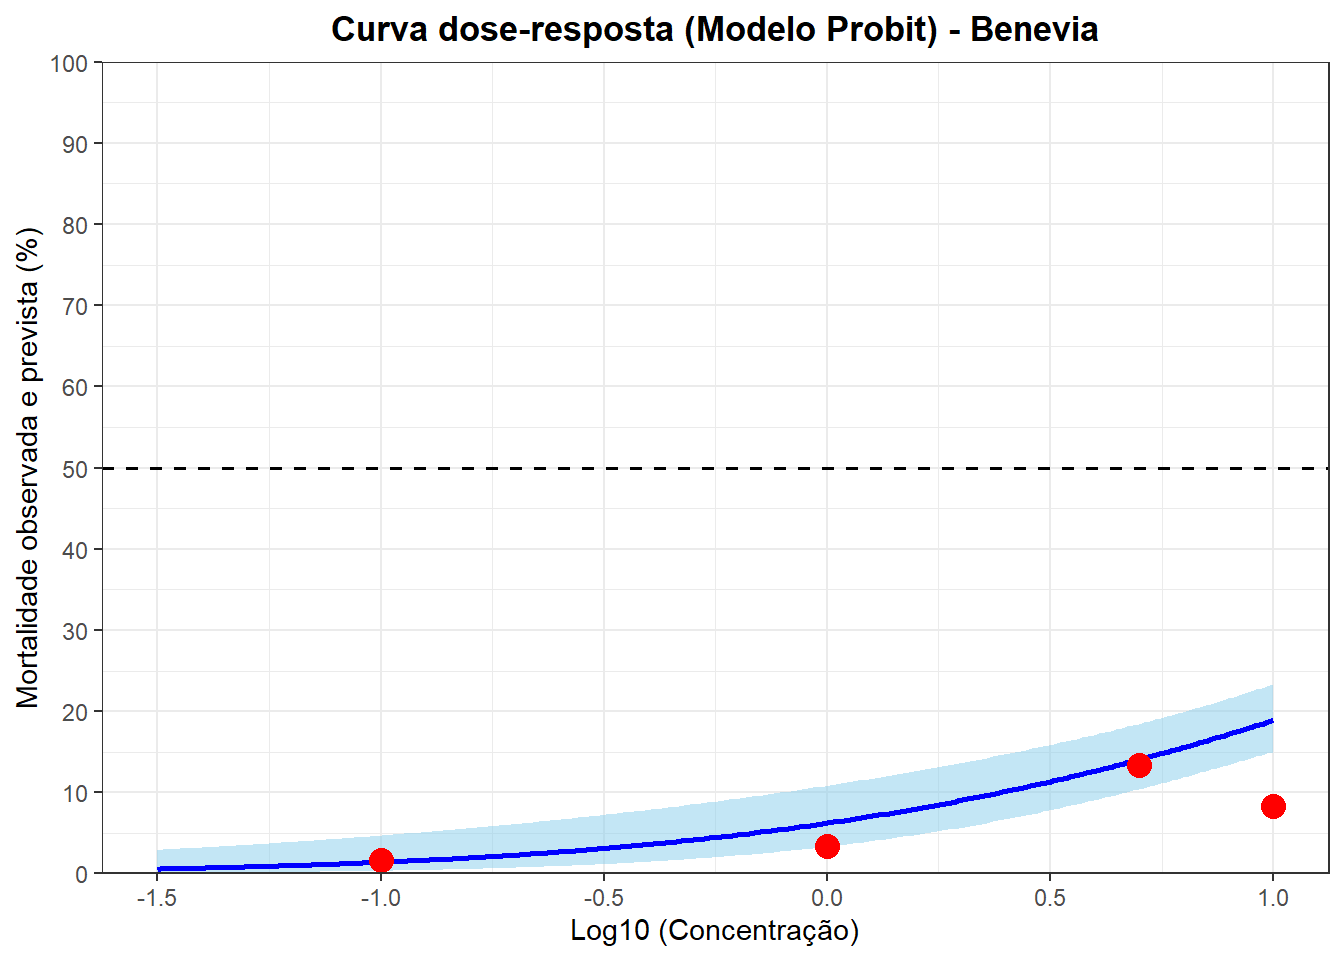 Curva dose-resposta (Modelo Probit) - Benevia
100
90
80
70
60
50
40
30
20
10
0
Mortalidade observada e prevista (%)
-1.5 -1.0 -0.5 0.0 0.5 1.0
Log10 (Concentração)